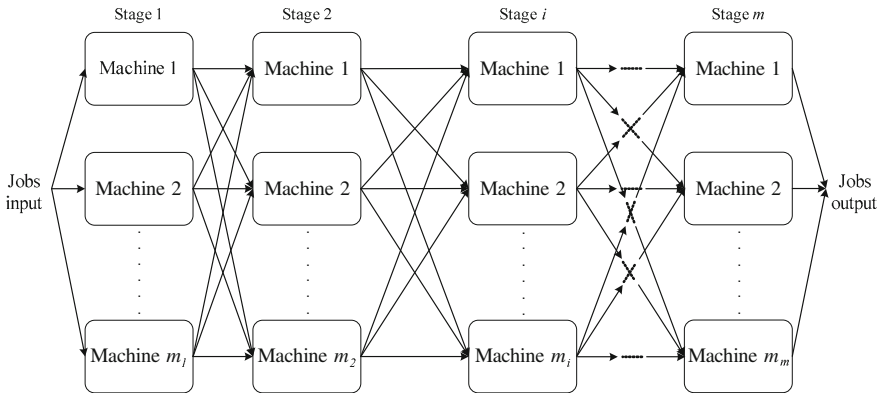 Stage 1
Stage 2
Stage i
Stage m
Machine 1
Machine 1
Machine 1
Machine 1
Jobs
input
Machine 2
Machine 2
Machine 2
Machine 2
Jobs
output
Machine m1
Machine m2
Machine mi
Machine mm